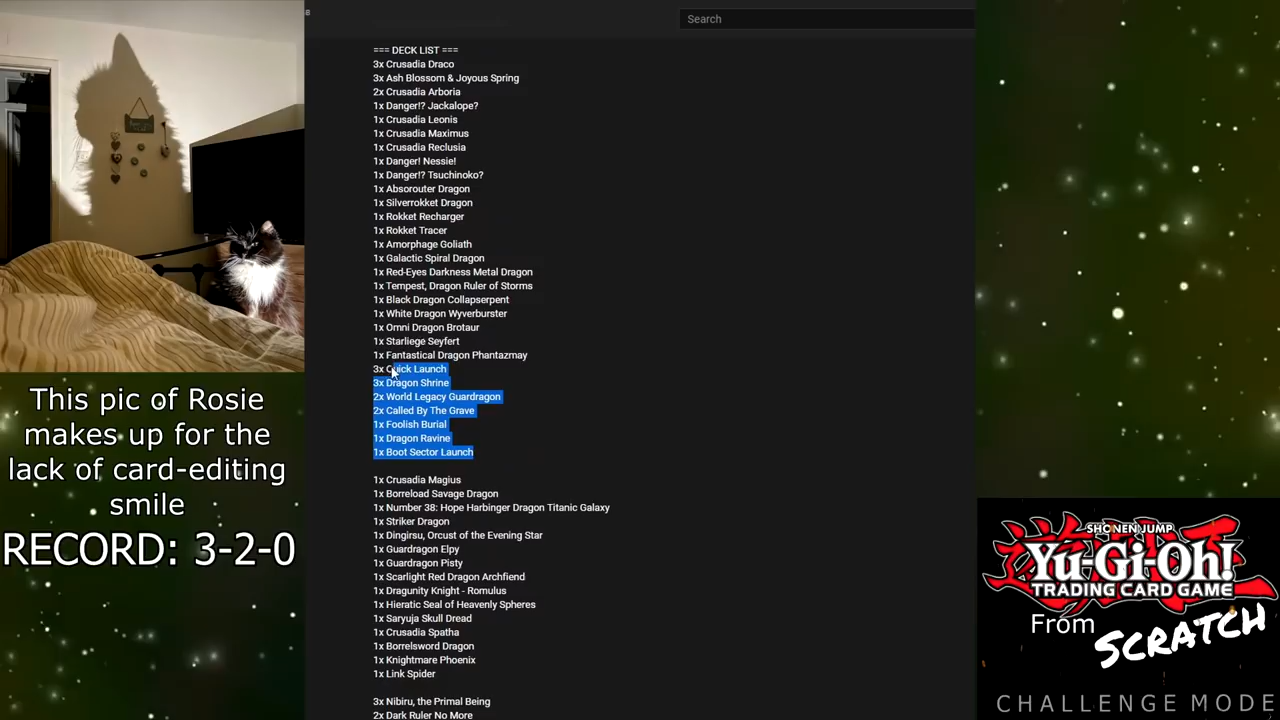 Search
=== DECK LIST ===
3x Crusadia Draco
3x Ash Blossom & Joyous Spring
2x Crusadia Arboria
1x Danger!? Jackalope?
1x Crusadia Leonis
1x Crusadia Maximus
1x Crusadia Reclusia
1x Danger! Nessie!
1x Danger!? Tsuchinoko?
1x Absorouter Dragon
1x Silverrokket Dragon
1x Rokket Recharger
1x Rokket Tracer
1x Amorphage Goliath
1x Galactic Spiral Dragon
1x Red-Eyes Darkness Metal Dragon
1x Tempest, Dragon Ruler of Storms
1x Black Dragon Collapserpent
1x White Dragon Wyverburster
1x Omni Dragon Brotaur
1x Starliege Seyfert
1x Fantastical Dragon Phantazmay
3x Quick Launch
3x Dragon Shrine
2x World Legacy Guardragon
2x Called By The Grave
1x Foolish Burial
1x Dragon Ravine
1x Boot Sector Launch
1x Crusadia Magius
1x Borreload Savage Dragon
1x Number 38: Hope Harbinger Dragon Titanic Galaxy
1x Striker Dragon
1x Dingirsu, Orcust of the Evening Star
1x Guardragon Elpy
1x Guardragon Pisty
1x Scarlight Red Dragon Archfiend
1x Dragunity Knight - Romulus
1x Hieratic Seal of Heavenly Spheres
1x Saryuja Skull Dread
1x Crusadia Spatha
1x Borrelsword Dragon
1x Knightmare Phoenix
1x Link Spider
3x Nibiru, the Primal Being
2x Dark Ruler No More
This pic of Rosie
makes up for the
lack of card-editing
smile
RECORD: 3-2-0
SHONEN JUMP
Yu-Gi-Oh!
TRADING CARD GAME
From
SCRATCH
CHALLENGE MODE